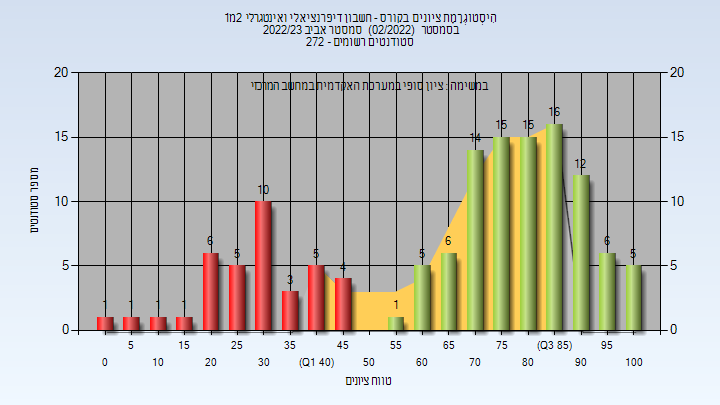 היסטוגרמת ציונים בקורס - חשבון דיפרנציאלי ואינטגרלי 2מ1
בסמסטר (02/2022) סמסטר אביב 2022/23
סטודנטים רשומים - 272
במשימה : ציון סופי במערכת האקדמית במחשב המרכזי
20 20
15 15
10 10
5 5
0 0
מספר סטודנטים
1 1 1 1 6 5 10 3 5 4 1 5 6 14 15 15 16 12 6 5
5 15 25 35 45 55 65 75 (Q3 85) 95
0 10 20 30 (Q1 40) 50 60 70 80 90 100
טווח ציונים